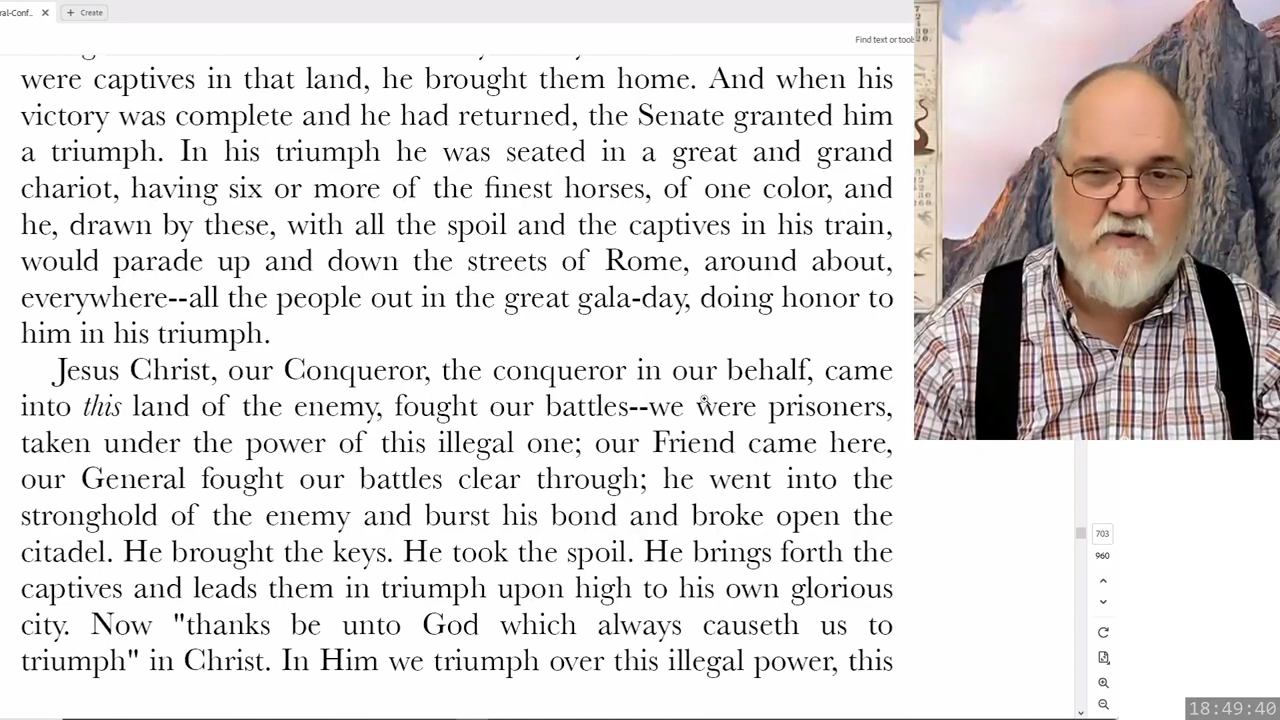 ral-Conf..
Create
Find text or tools
were captives in that land, he brought them home. And when his
victory was complete and he had returned, the Senate granted him
a triumph. In his triumph he was seated in a great and grand
chariot, having six or more of the finest horses, of one color, and
he, drawn by these, with all the spoil and the captives in his train,
would parade up and down the streets of Rome, around about,
everywhere--all the people out in the great gala-day, doing honor to
him in his triumph.
Jesus Christ, our Conqueror, the conqueror in our behalf, came
into this land of the enemy, fought our battles--we were prisoners,
taken under the power of this illegal one; our Friend came here,
our General fought our battles clear through; he went into the
stronghold of the enemy and burst his bond and broke open the
citadel. He brought the keys. He took the spoil. He brings forth the
captives and leads them in triumph upon high to his own glorious
city. Now "thanks be unto God which always causeth us to
triumph" in Christ. In Him we triumph over this illegal power, this
703
960
18:49:40